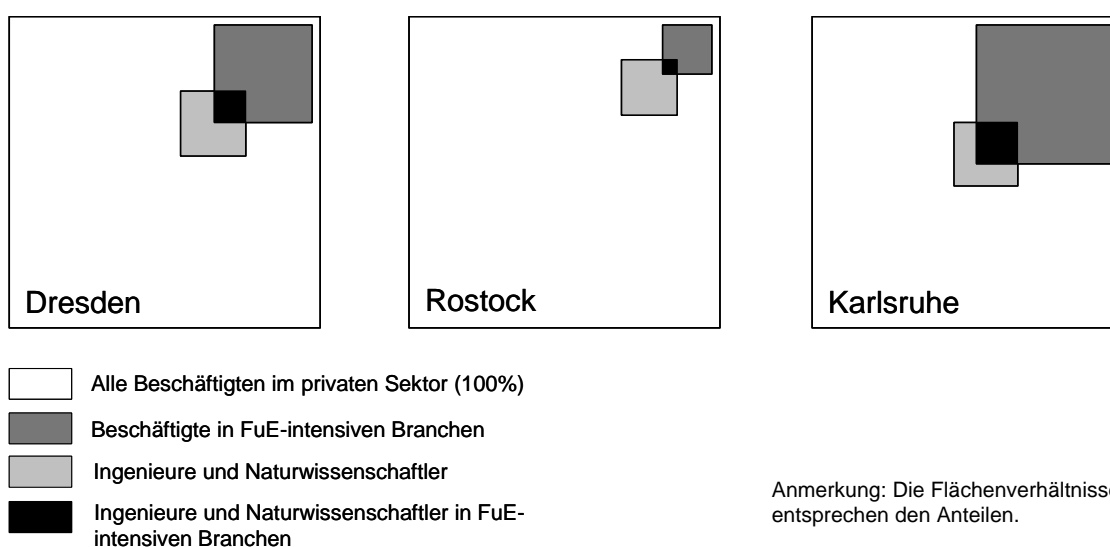 Dresden
Rostock
Karlsruhe
Alle Beschäftigten im privaten Sektor (100%)
Beschäftigte in FuE-intensiven Branchen
Ingenieure und Naturwissenschaftler
Ingenieure und Naturwissenschaftler in FuE-
intensiven Branchen
Anmerkung: Die Flächenverhältnisse
entsprechen den Anteilen.